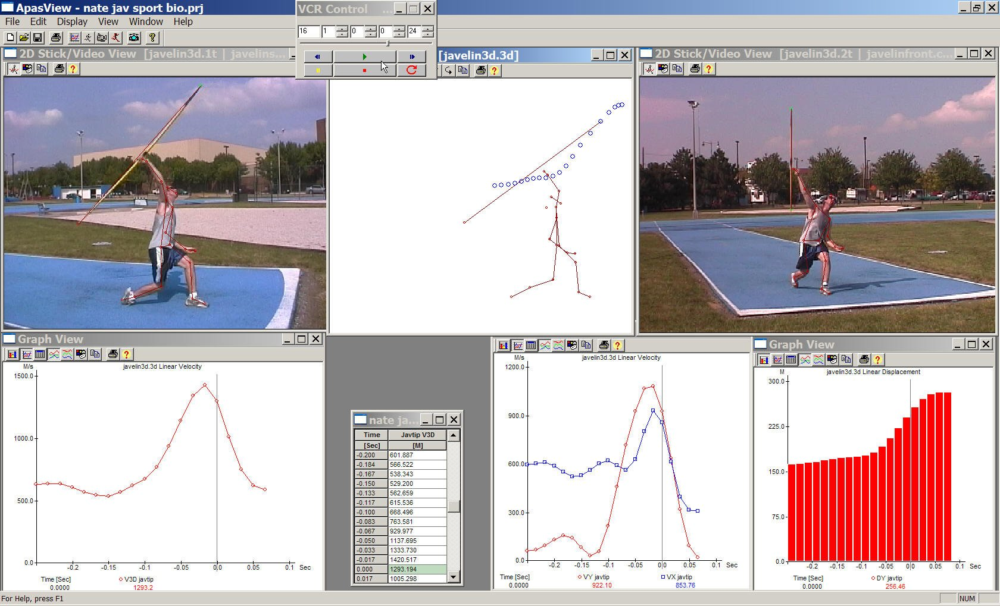 ApasView - nate jav sport bio.prj
File Edit Display View Window Help
VCR Control ...
16 1 0 0 24
2D Stick/Video View [javelin3d.1t | javelins...
[javelin3d.3d]
2D Stick/Video View [javelin3d.2t | javelinfront.c...
Graph View
M/s
javelin3d.3d Linear Velocity
1500.0
1000.0
500.0
0.0
-0.2 -0.15 -0.1 -0.05 0.0 0.05 0.1 Sec
Time [Sec] V3D javtip
0.0000 1293.2
nate ja...
Time Javtip V3D
[Sec] [M]
-0.200 601.887
-0.184 566.522
-0.167 538.343
-0.150 529.200
-0.133 562.659
-0.117 615.536
-0.100 668.496
-0.083 763.581
-0.067 929.977
-0.050 1137.695
-0.033 1333.730
-0.017 1420.517
0.000 1293.194
0.017 1005.298
M/s
javelin3d.3d Linear Velocity
1200.0
900.0
600.0
300.0
0.0
-0.2 -0.15 -0.1 -0.05 0.0 0.05 0.1 Sec
Time [Sec] VY javtip VX javtip
0.0000 922.10 853.76
Graph View
M
javelin3d.3d Linear Displacement
300.0
225.0
150.0
75.0
0.0
-0.2 -0.15 -0.1 -0.05 0.0 0.05 0.1 Sec
Time [Sec] DY javtip
0.0000 256.46
For Help, press F1
NUM